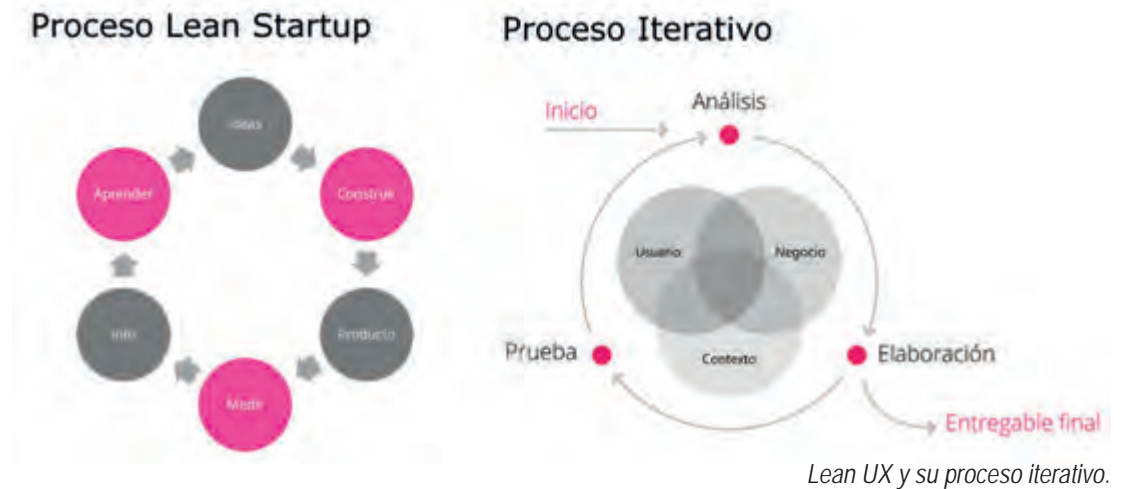 Proceso Lean Startup
Ideas
Construir
Producto
Medir
Info
Aprender
Proceso Iterativo
Inicio
Análisis
Usuario
Negocio
Contexto
Prueba
Elaboración
Entregable final
Lean UX y su proceso iterativo.